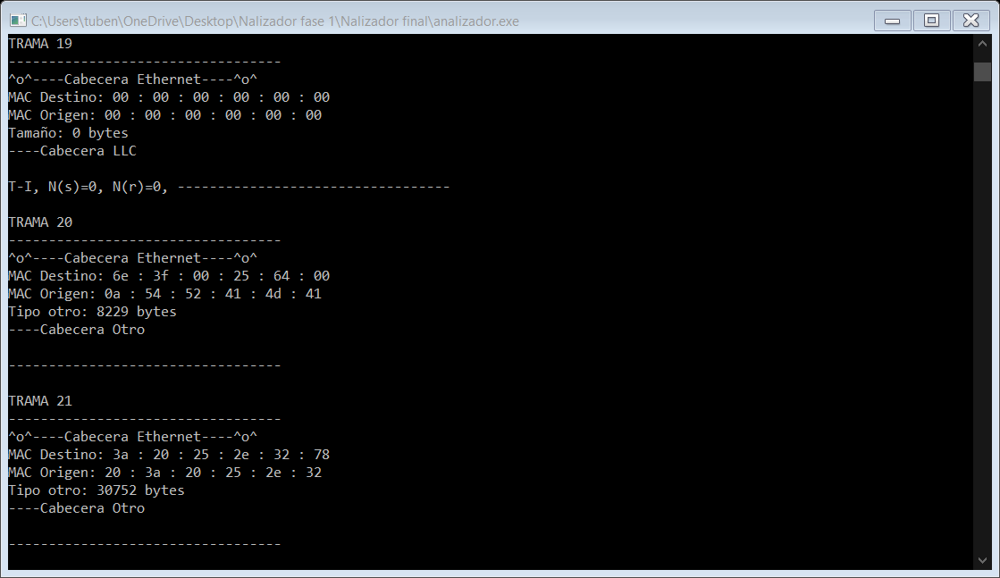 C:\Users\tuben\OneDrive\Desktop\Nalizador fase 1\Nalizador final\analizador.exe
TRAMA 19
----------------------------------
^o^----Cabecera Ethernet----^o^
MAC Destino: 00 : 00 : 00 : 00 : 00 : 00
MAC Origen: 00 : 00 : 00 : 00 : 00 : 00
Tamaño: 0 bytes
----Cabecera LLC
T-I, N(s)=0, N(r)=0, ----------------------------------
TRAMA 20
----------------------------------
^o^----Cabecera Ethernet----^o^
MAC Destino: 6e : 3f : 00 : 25 : 64 : 00
MAC Origen: 0a : 54 : 52 : 41 : 4d : 41
Tipo otro: 8229 bytes
----Cabecera Otro
----------------------------------
TRAMA 21
----------------------------------
^o^----Cabecera Ethernet----^o^
MAC Destino: 3a : 20 : 25 : 2e : 32 : 78
MAC Origen: 20 : 3a : 20 : 25 : 2e : 32
Tipo otro: 30752 bytes
----Cabecera Otro
----------------------------------